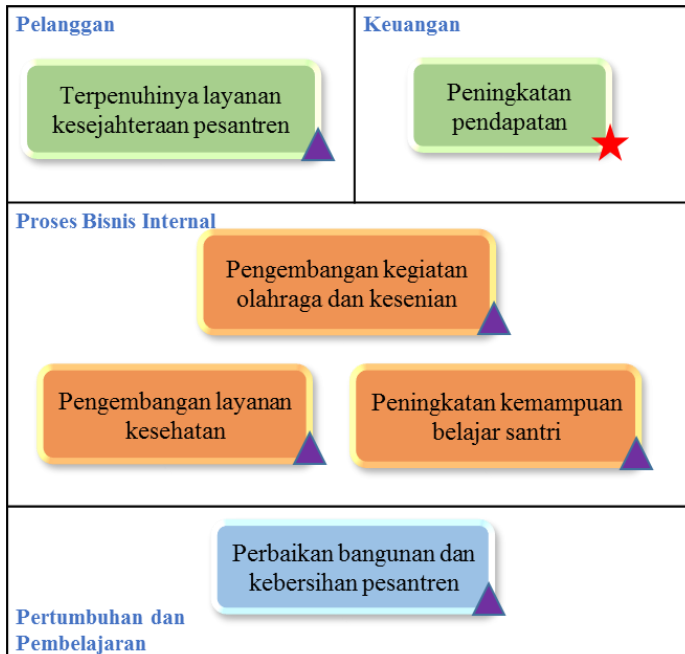 Pelanggan
Terpenuhinya layanan
kesejahteraan pesantren
Keuangan
Peningkatan
pendapatan
Proses Bisnis Internal
Pengembangan kegiatan
olahraga dan kesenian
Pengembangan layanan
kesehatan
Peningkatan kemampuan
belajar santri
Perbaikan bangunan dan
kebersihan pesantren
Pertumbuhan dan
Pembelajaran